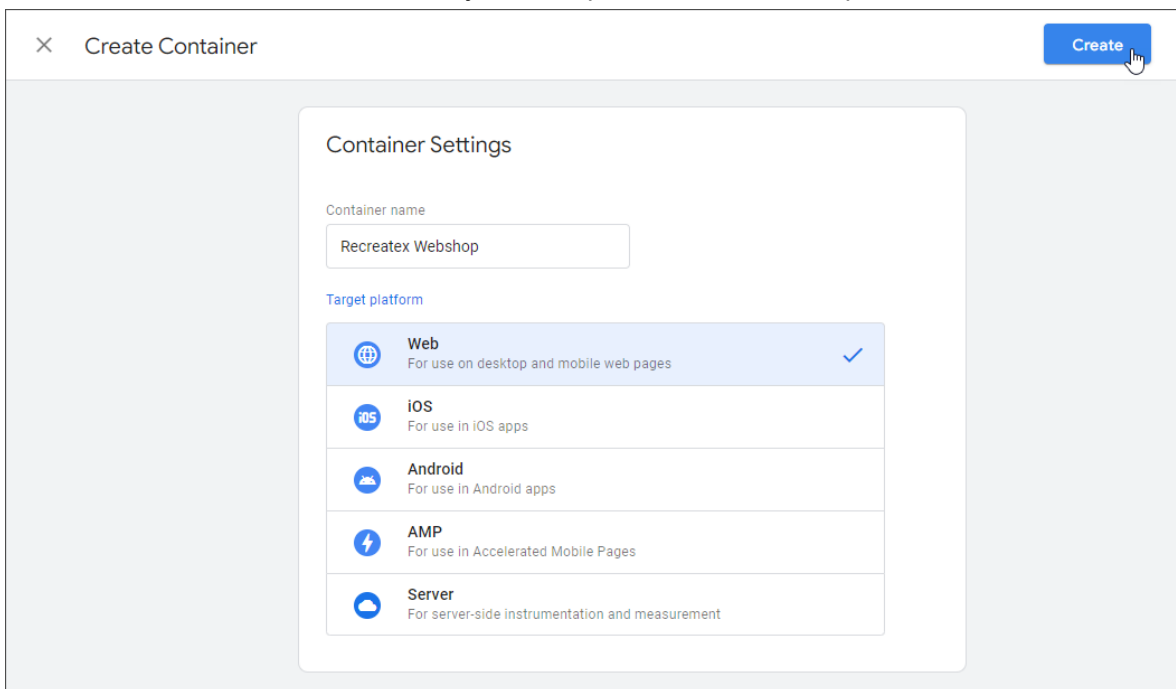 Create Container
Create
Container Settings
Container name
Recreatex Webshop
Target platform
Web
For use on desktop and mobile web pages
iOS
iOS
For use in iOS apps
Android
For use in Android apps
AMP
For use in Accelerated Mobile Pages
Server
For server-side instrumentation and measurement